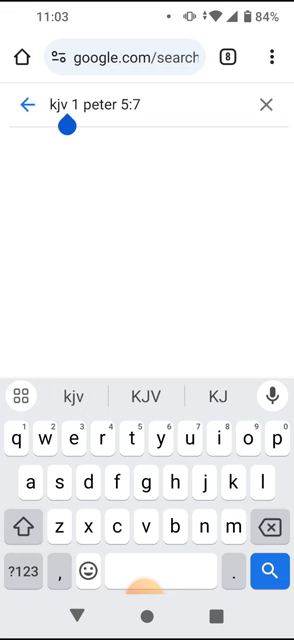 11:03 84%
google.com/search 8
kjv 1 peter 5:7
kjv KJV KJ
1 2 3 4 5 6 7 8 9 0
q w e r t y u i o p
a s d f g h j k l
z x c v b n m
?123 , .